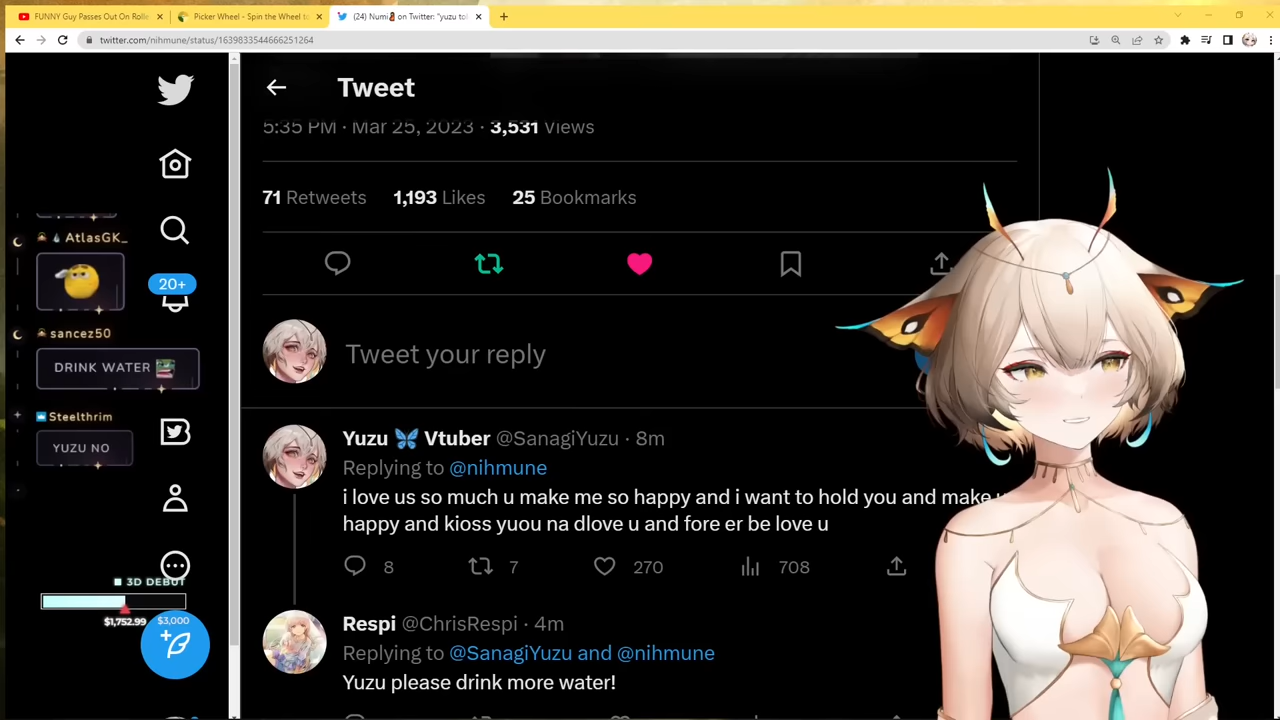 FUNNY Guy Passes Out On Rolle
Picker Wheel - Spin the Wheel to
(24) Numi on Twitter: "yuzu tol
twitter.com/nihmune/status/1639833544666251264
Tweet
5:35 PM · Mar 25, 2023 · 3,531 Views
71 Retweets 1,193 Likes 25 Bookmarks
AtlasGK_
20+
sancez50
DRINK WATER
Steelthrim
YUZU NO
3D DEBUT
$1,752.99
$3,000
Tweet your reply
Yuzu 🦋 Vtuber @SanagiYuzu · 8m
Replying to @nihmune
i love us so much u make me so happy and i want to hold you and make u
happy and kioss yuou na dlove u and fore er be love u
8 7 270 708
Respi @ChrisRespi · 4m
Replying to @SanagiYuzu and @nihmune
Yuzu please drink more water!